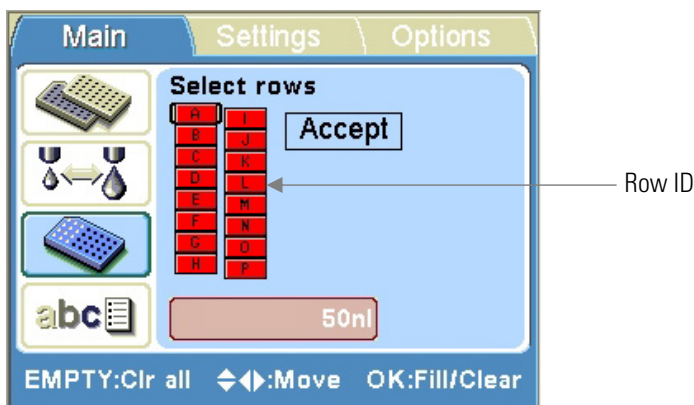 Main Settings Options
Select rows
A I
B J
C K
D L
E M
F N
G O
H P
Accept
Row ID
abc
50nl
EMPTY:Clr all :Move OK:Fill/Clear